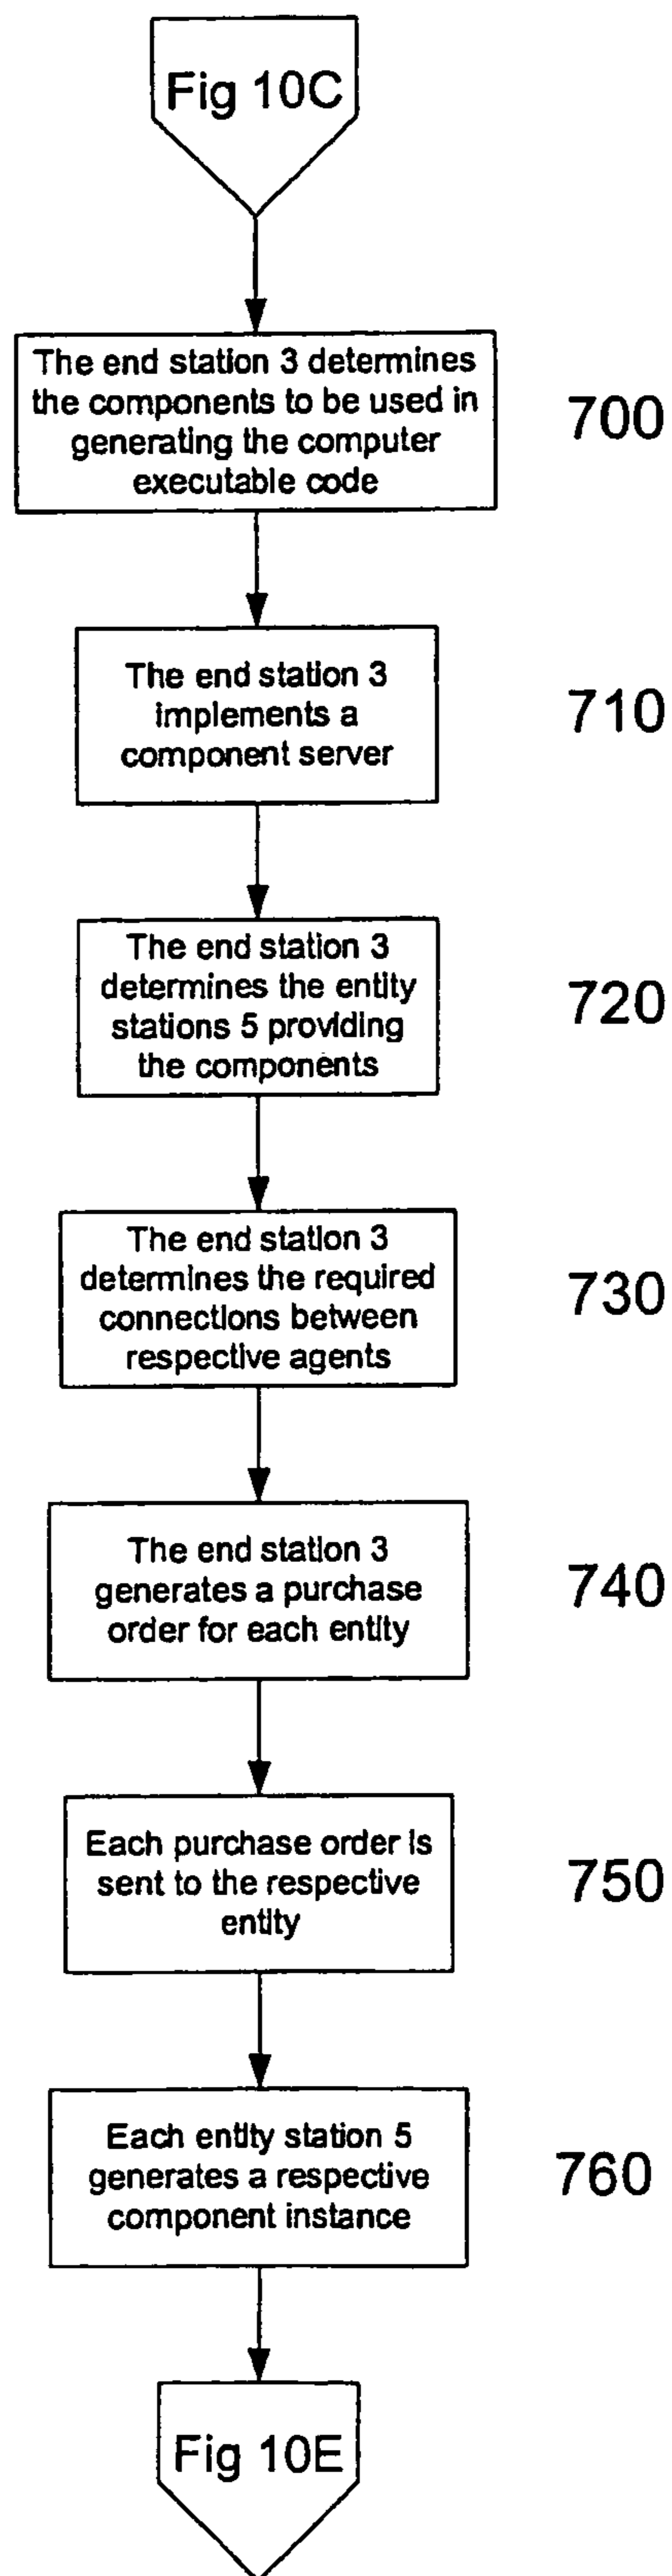 Fig 10C
The end station 3 determines
the components to be used in
generating the computer
executable code
700
The end station 3
implements a
component server
710
The end station 3
determines the entity
stations 5 providing
the components
720
The end station 3
determines the required
connections between
respective agents
730
The end station 3
generates a purchase
order for each entity
740
Each purchase order is
sent to the respective
entity
750
Each entity station 5
generates a respective
component instance
760
Fig 10E